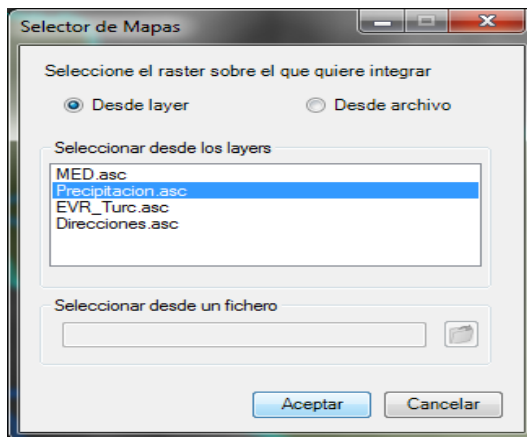 Selector de Mapas
Seleccione el raster sobre el que quiere integrar
Desde layer Desde archivo
Seleccionar desde los layers
MED.asc
Precipitacion.asc
EVR_Turc.asc
Direcciones.asc
Seleccionar desde un fichero
Aceptar Cancelar